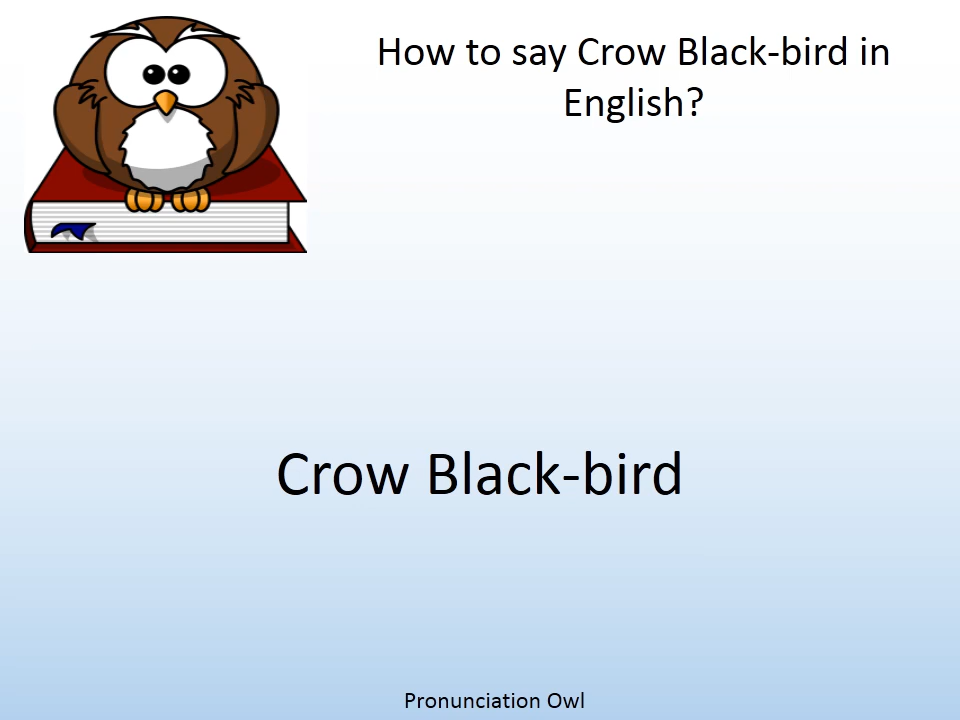 How to say Crow Black-bird in
English?
Crow Black-bird
Pronunciation Owl